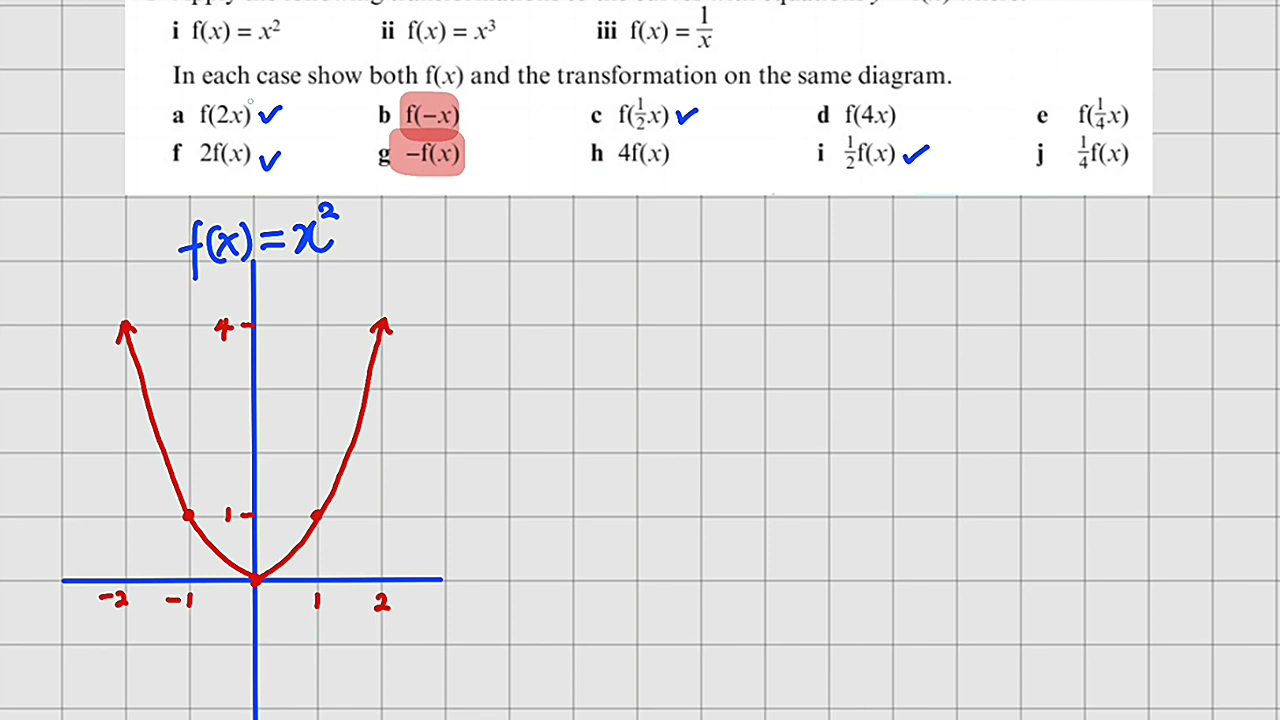 i f(x) = x² ii f(x) = x³ iii f(x) = 1/x
In each case show both f(x) and the transformation on the same diagram.
a f(2x) ✓ b f(−x) c f(½x) ✓ d f(4x) e f(¼x)
f 2f(x) ✓ g −f(x) h 4f(x) i ½f(x) ✓ j ¼f(x)
f(x) = x²
4
1
-2 -1 1 2